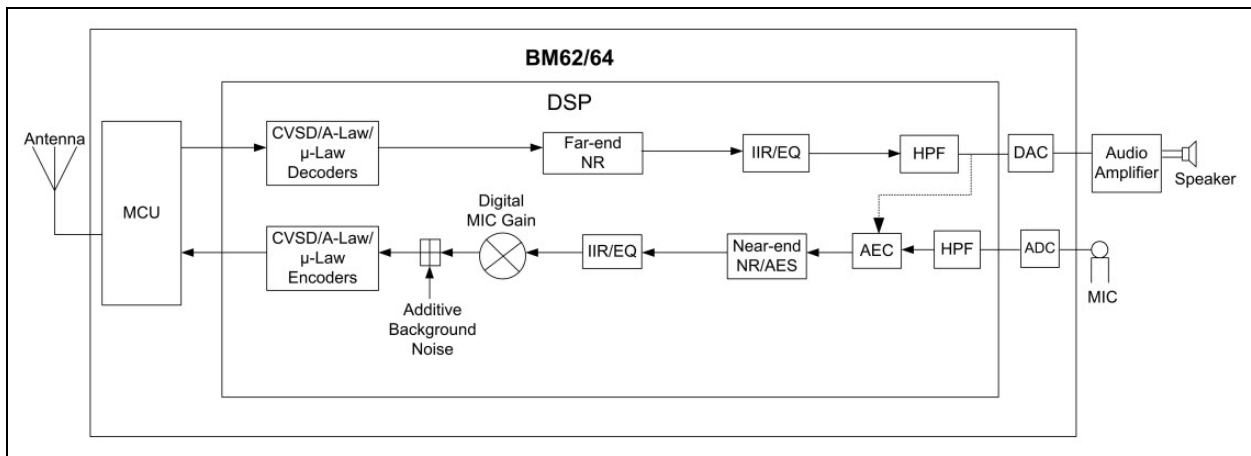 BM62/64
DSP
Antenna
MCU
CVSD/A-Law/
µ-Law
Decoders
Far-end
NR
IIR/EQ
HPF
DAC
Audio
Amplifier
Speaker
CVSD/A-Law/
µ-Law
Encoders
Digital
MIC Gain
Additive
Background
Noise
IIR/EQ
Near-end
NR/AES
AEC
HPF
ADC
MIC